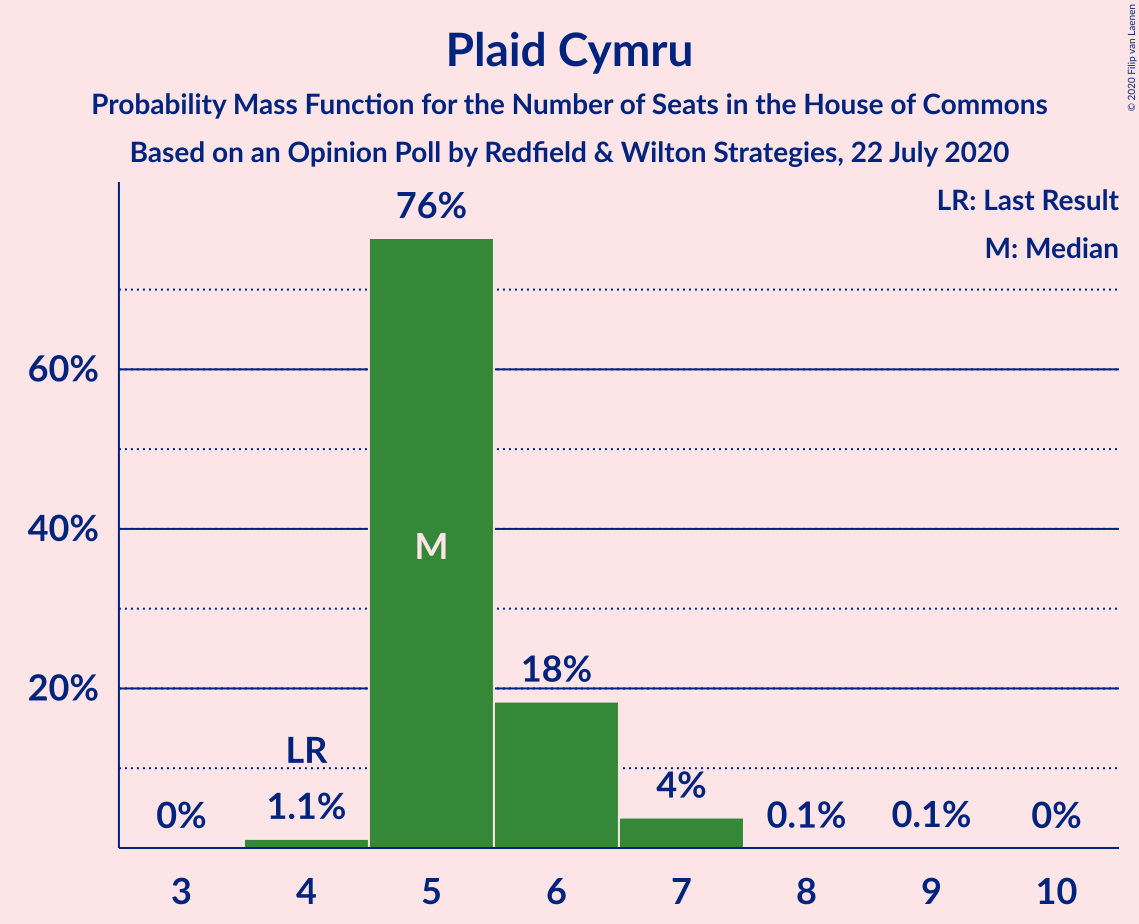 Plaid Cymru
Probability Mass Function for the Number of Seats in the House of Commons
Based on an Opinion Poll by Redfield & Wilton Strategies, 22 July 2020
© 2020 Filip van Laenen
LR: Last Result
M: Median
76%
60%
40%
M
20%
18%
LR
4%
0%
1.1%
0.1%
0.1%
0%
3 4 5 6 7 8 9 10